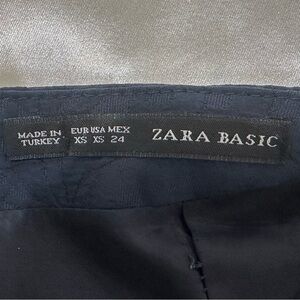 MADE IN TURKEY
EUR USA MEX
XS XS 24
ZARA BASIC